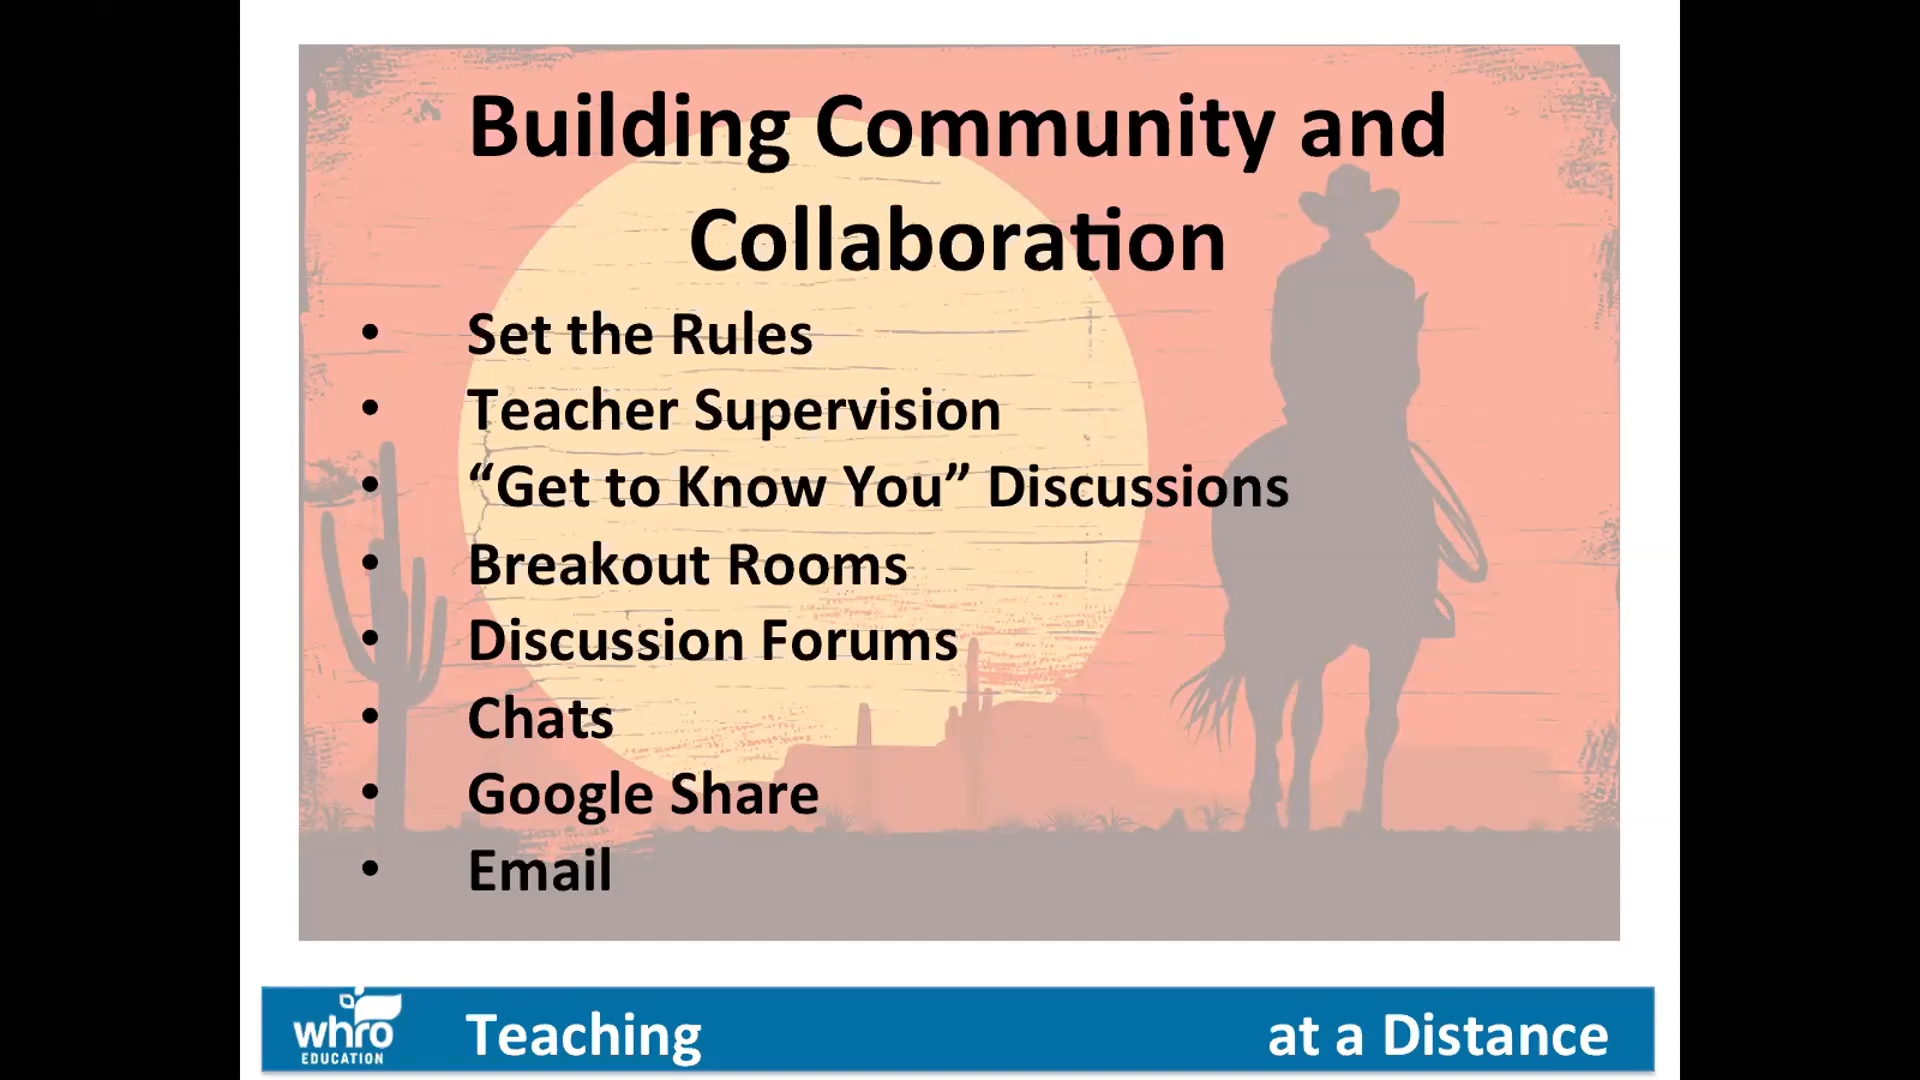 Building Community and
Collaboration
• Set the Rules
• Teacher Supervision
• “Get to Know You” Discussions
• Breakout Rooms
• Discussion Forums
• Chats
• Google Share
• Email
whro
EDUCATION
Teaching at a Distance